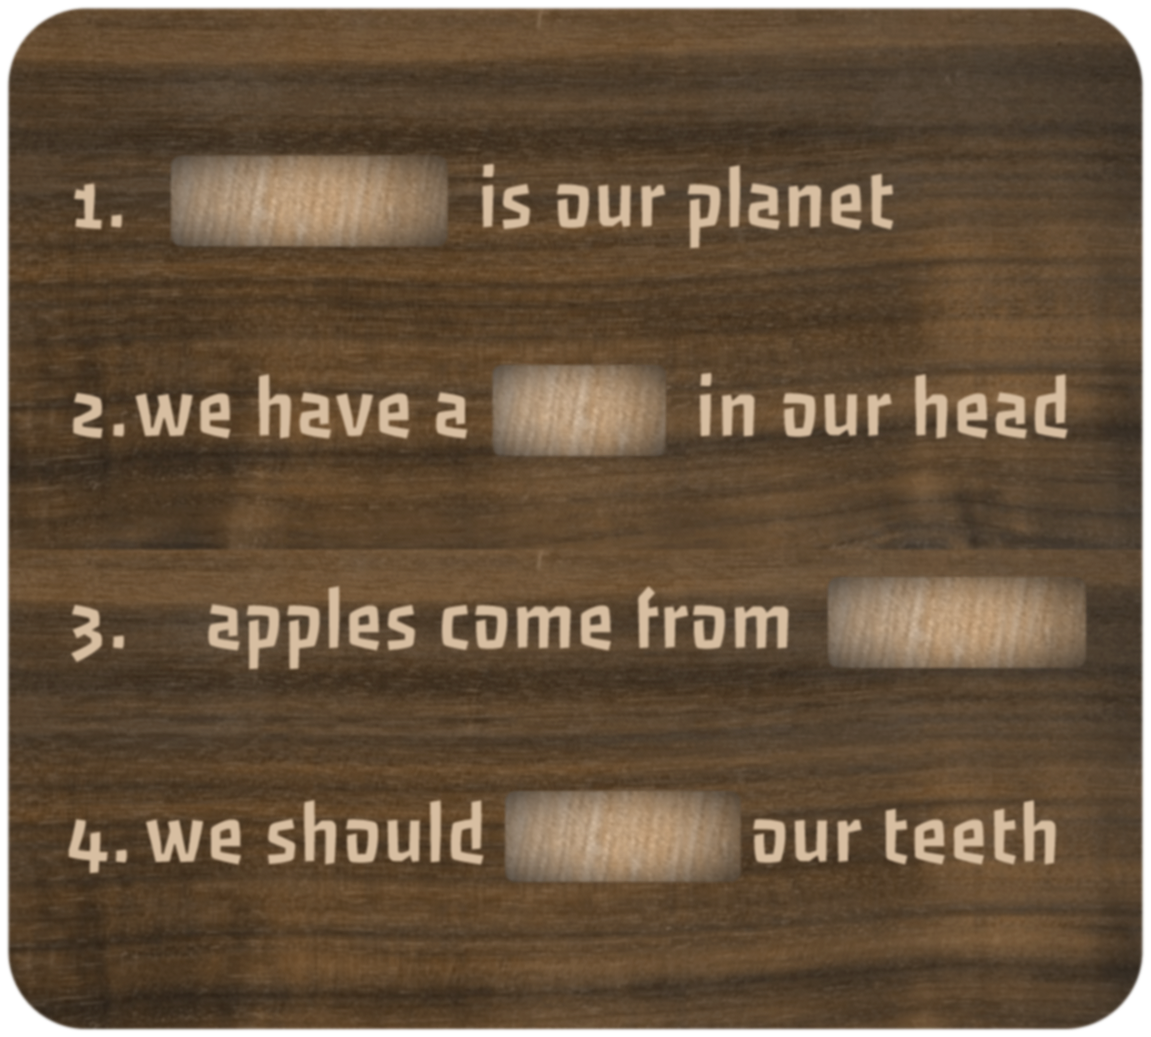 1. is our planet
2.we have a in our head
3. apples come from
4. we should our teeth